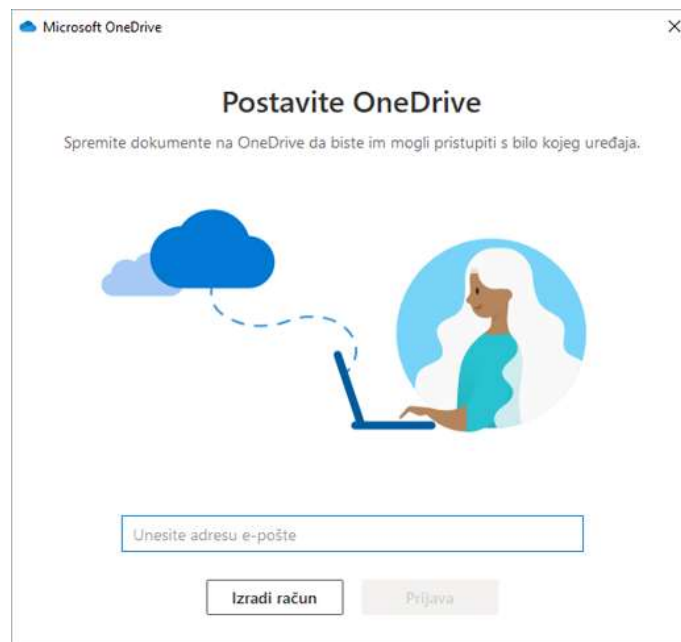 Microsoft OneDrive
Postavite OneDrive
Spremite dokumente na OneDrive da biste im mogli pristupiti s bilo kojeg uređaja.
Unesite adresu e-pošte
Izradi račun
Prijava